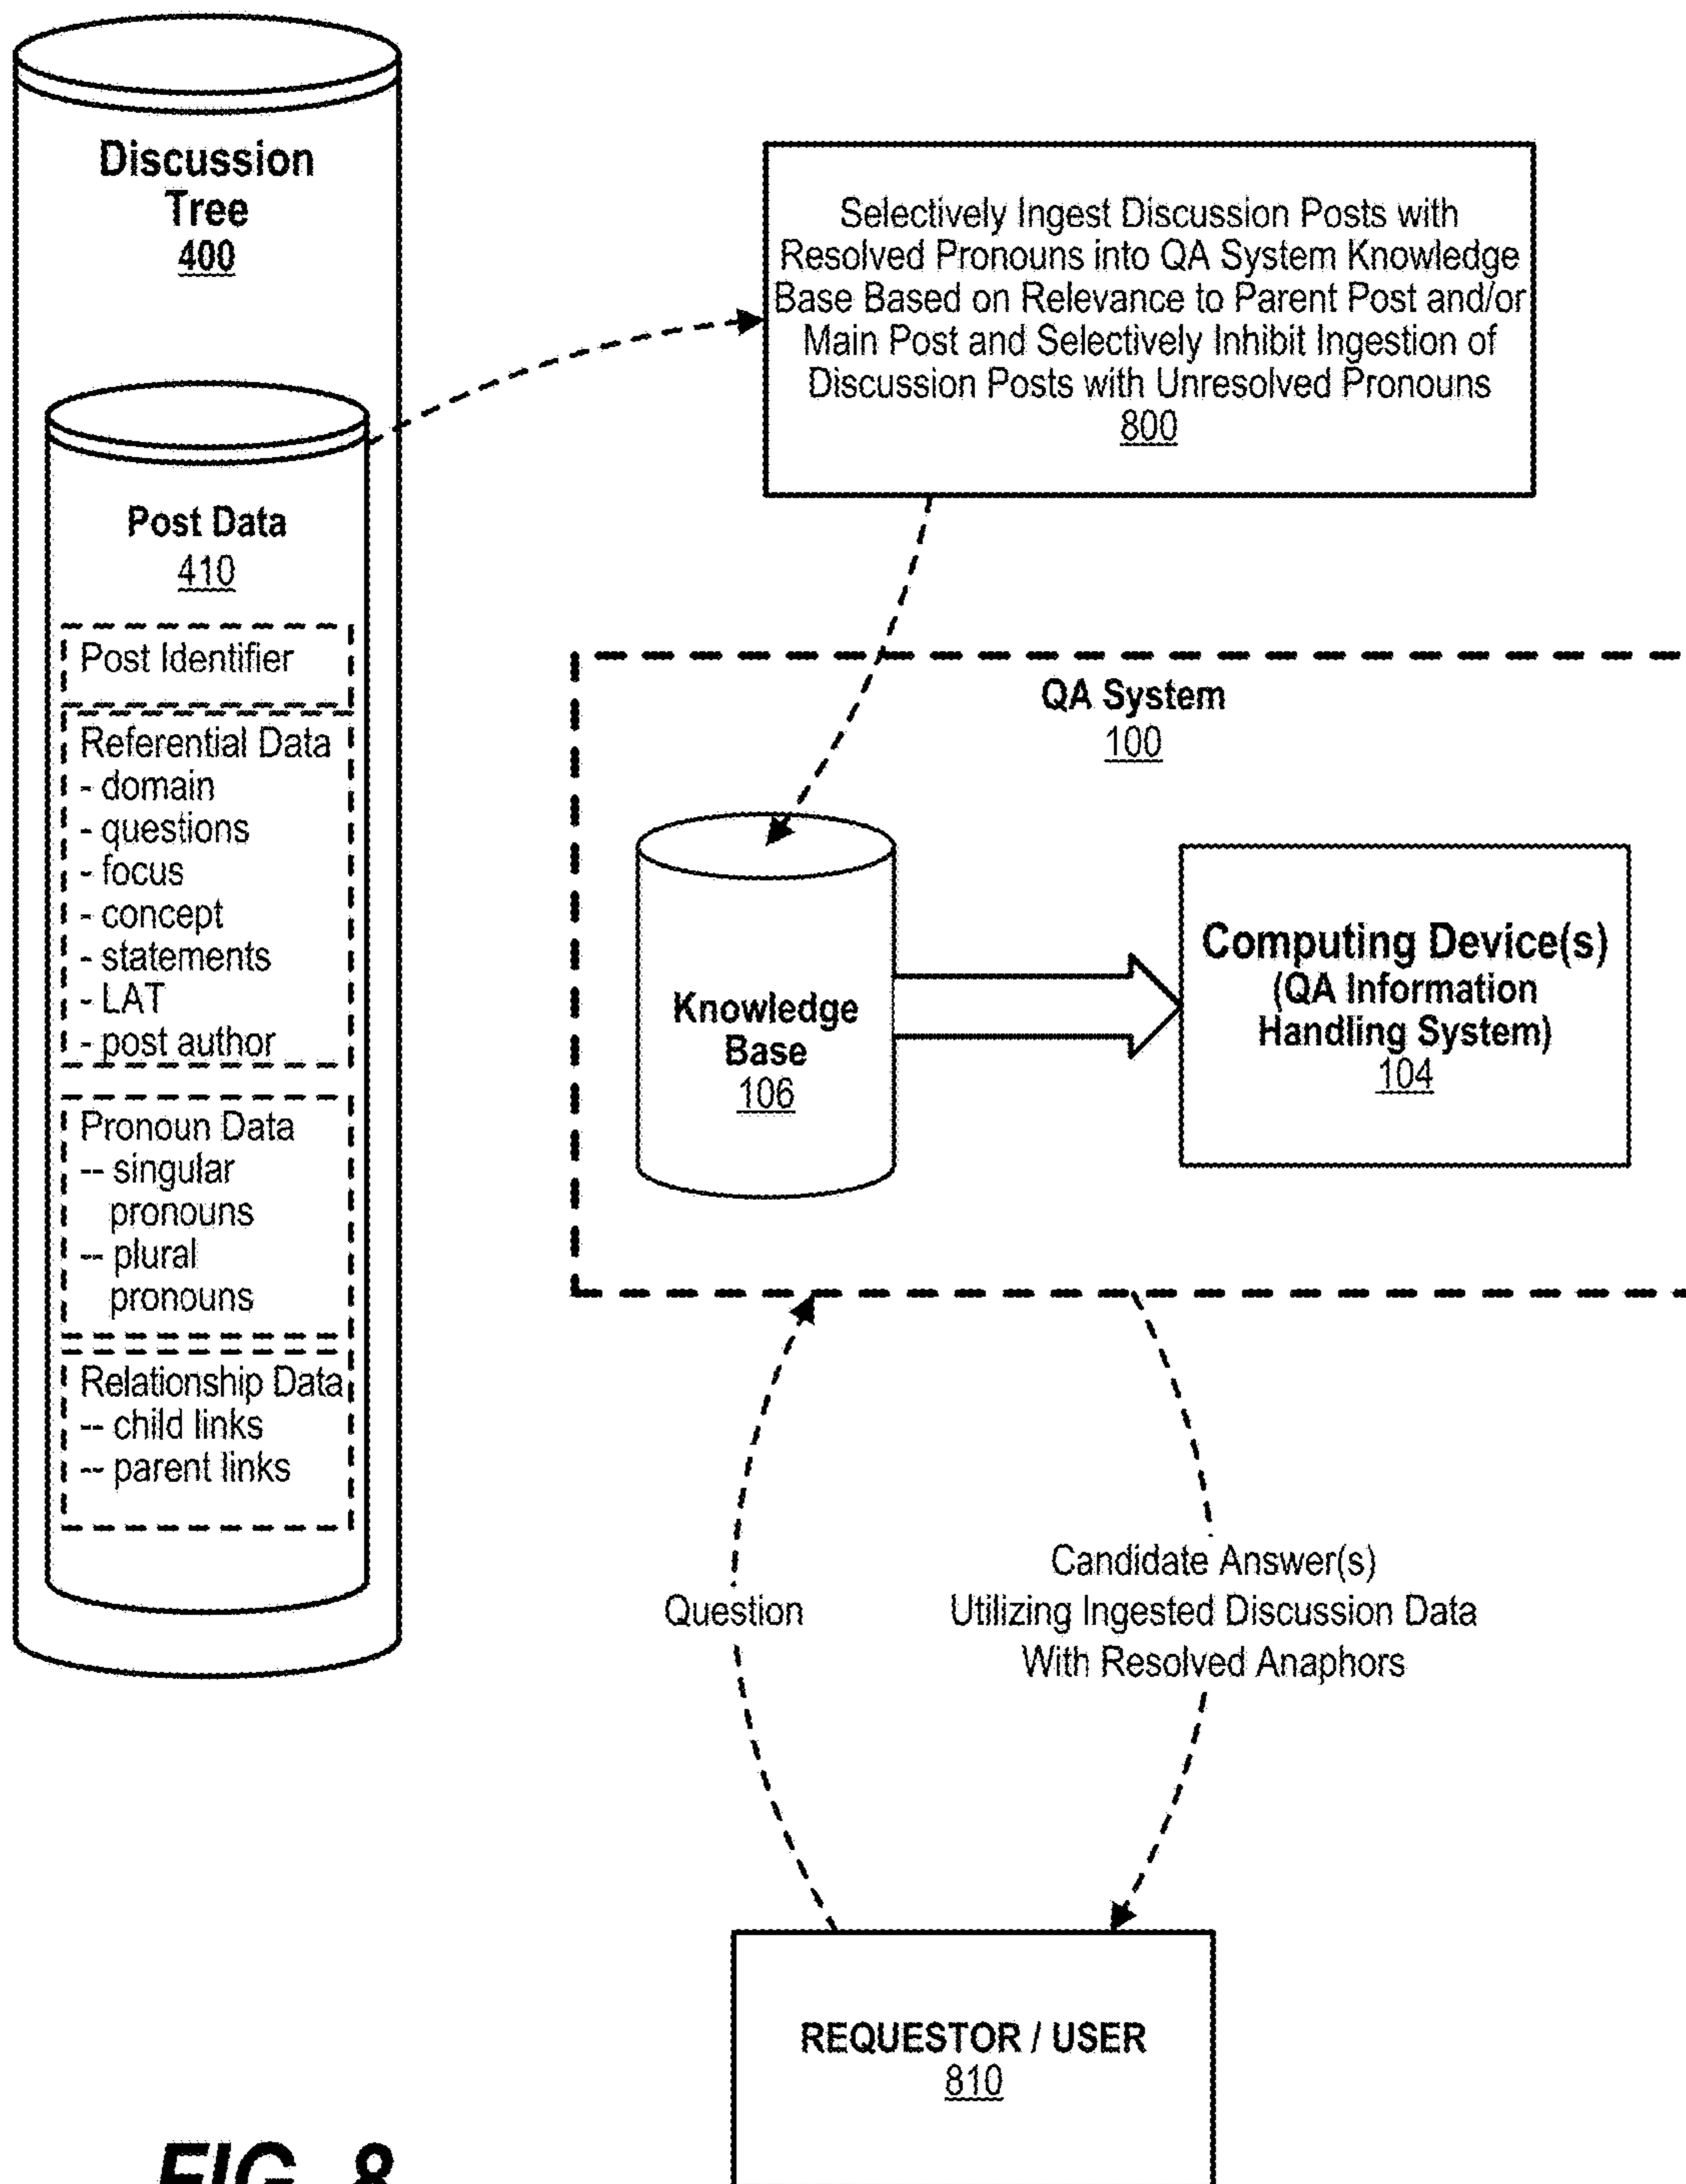 Discussion
Tree
400
Post Data
410
Post Identifier
Referential Data
- domain
- questions
- focus
- concept
- statements
- LAT
- post author
Pronoun Data
-- singular
pronouns
-- plural
pronouns
Relationship Data
-- child links
-- parent links
Selectively Ingest Discussion Posts with
Resolved Pronouns into QA System Knowledge
Base Based on Relevance to Parent Post and/or
Main Post and Selectively Inhibit Ingestion of
Discussion Posts with Unresolved Pronouns
800
QA System
100
Knowledge
Base
106
Computing Device(s)
(QA Information
Handling System)
104
Question
Candidate Answer(s)
Utilizing Ingested Discussion Data
With Resolved Anaphors
REQUESTOR / USER
810
FIG. 8